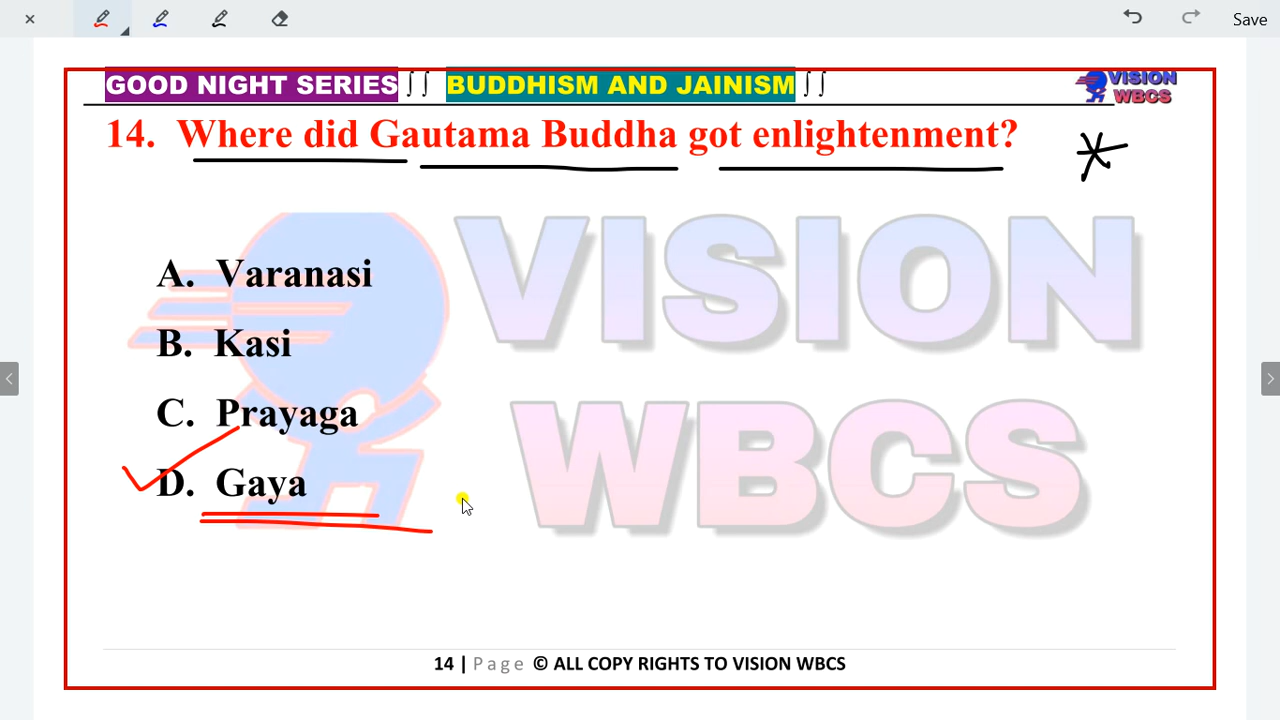 Save
GOOD NIGHT SERIES∫∫ BUDDHISM AND JAINISM∫∫
VISION
WBCS
14. Where did Gautama Buddha got enlightenment?
VISION
WBCS
A. Varanasi
B. Kasi
C. Prayaga
D. Gaya
14 | Page © ALL COPY RIGHTS TO VISION WBCS